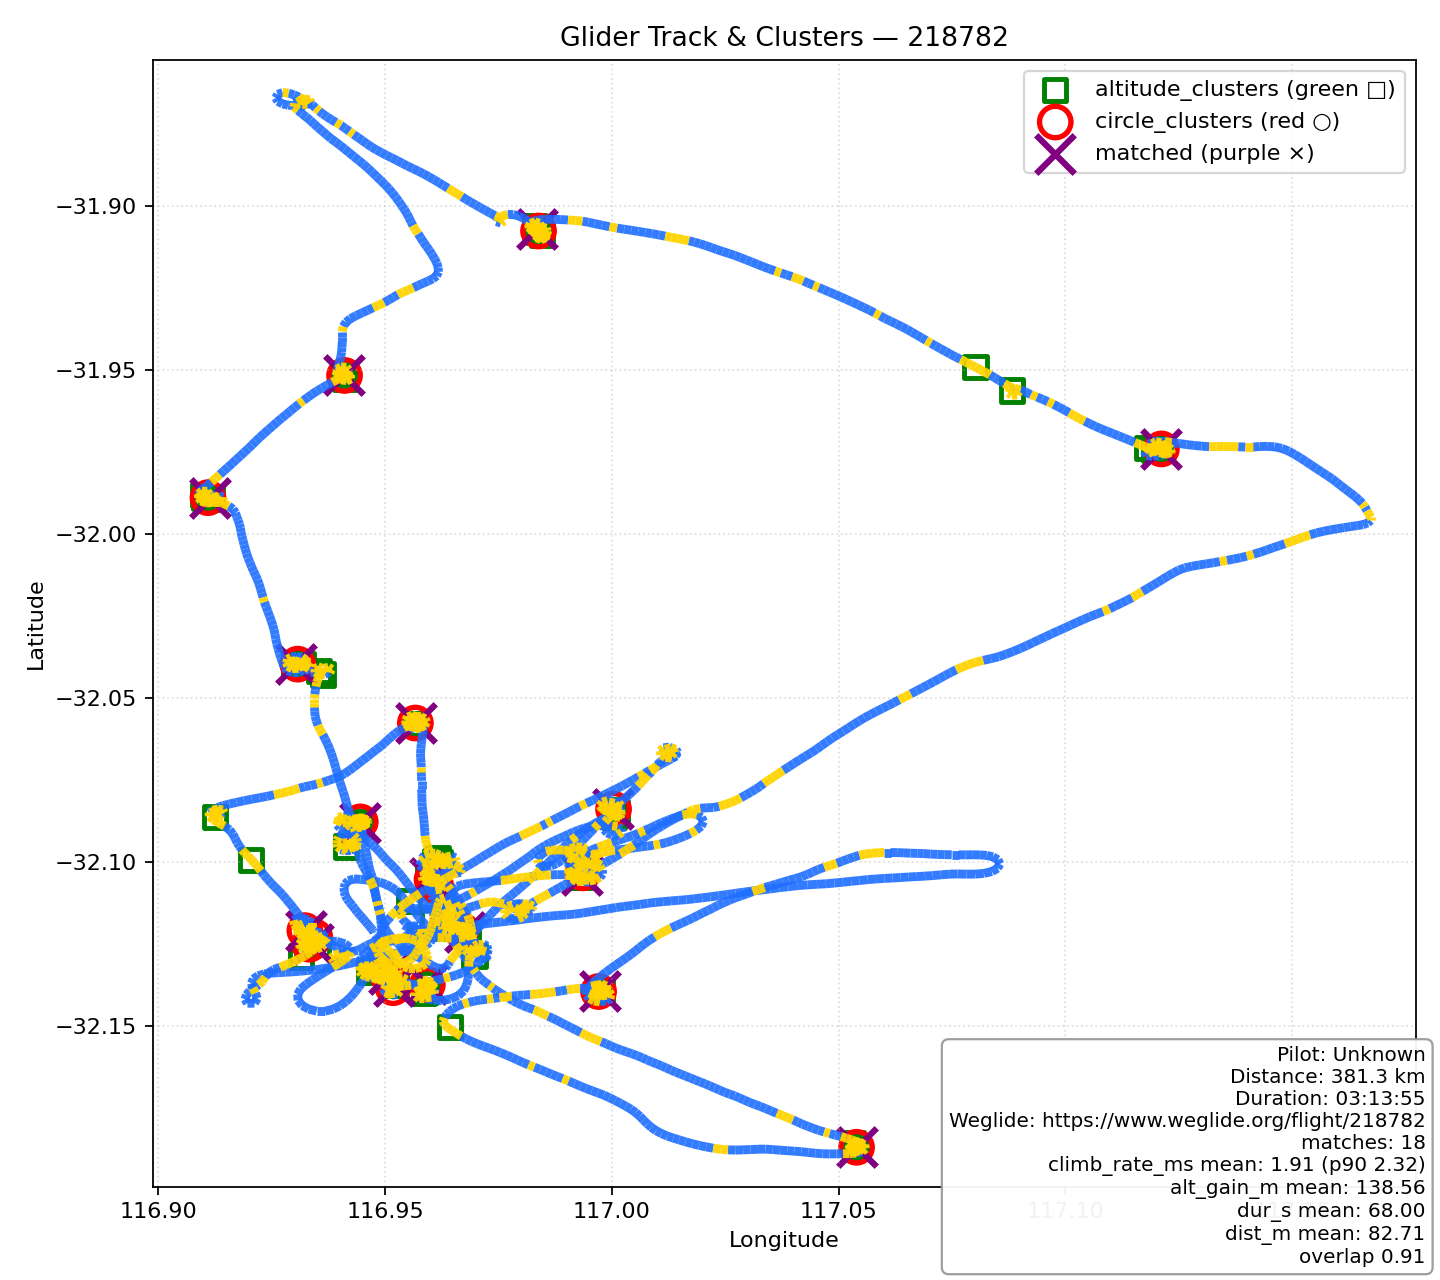 Glider Track & Clusters — 218782
altitude_clusters (green □)
circle_clusters (red ○)
matched (purple ×)
−31.90
−31.95
−32.00
−32.05
−32.10
−32.15
Latitude
116.90
116.95
117.00
117.05
117.10
Longitude
Pilot: Unknown
Distance: 381.3 km
Duration: 03:13:55
Weglide: https://www.weglide.org/flight/218782
matches: 18
climb_rate_ms mean: 1.91 (p90 2.32)
alt_gain_m mean: 138.56
dur_s mean: 68.00
dist_m mean: 82.71
overlap 0.91